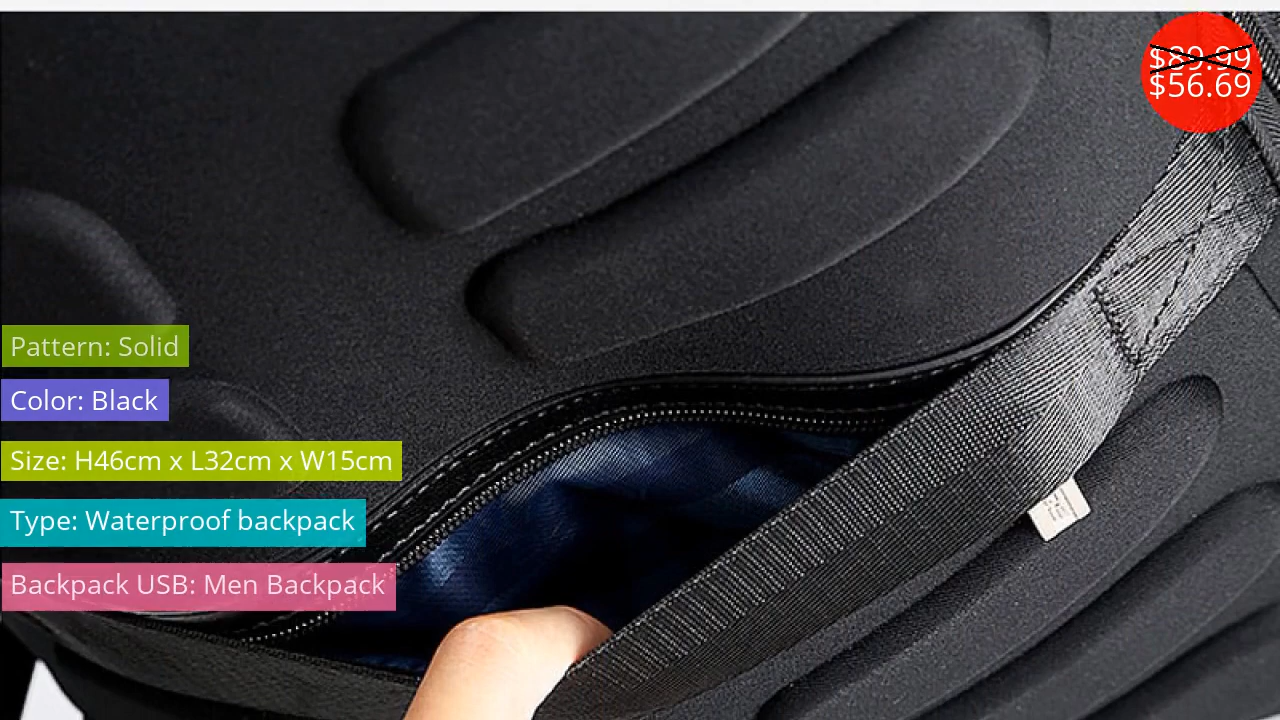 $89.99
$56.69
Pattern: Solid
Color: Black
Size: H46cm x L32cm x W15cm
Type: Waterproof backpack
Backpack USB: Men Backpack